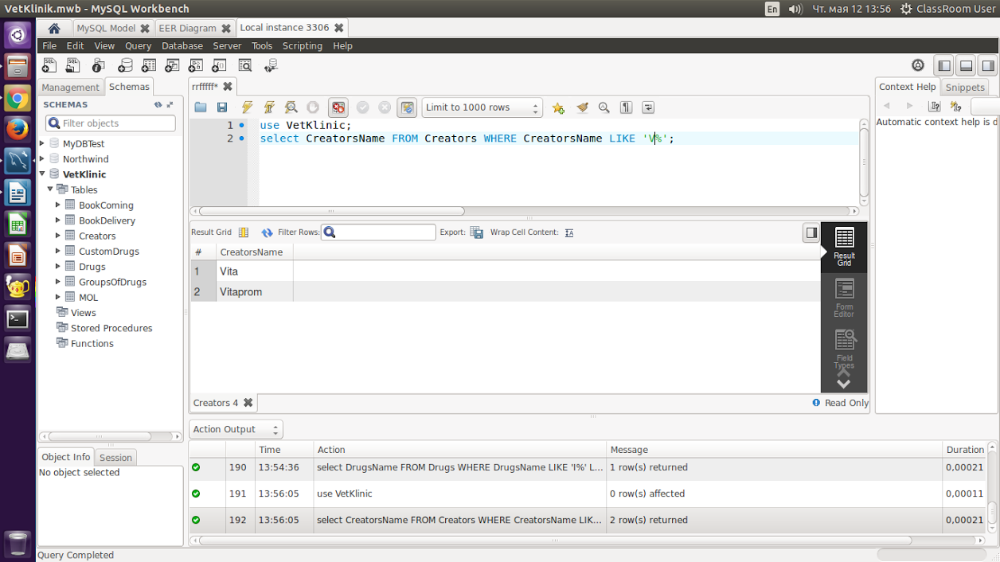 VetKlinik.mwb - MySQL Workbench
En
Чт. мая 12 13:56
ClassRoom User
MySQL Model
EER Diagram
Local instance 3306
File Edit View Query Database Server Tools Scripting Help
Management
Schemas
rrfffff*
Context Help
Snippets
SCHEMAS
Limit to 1000 rows
Filter objects
Automatic context help is d
1 use VetKlinic;
2 select CreatorsName FROM Creators WHERE CreatorsName LIKE 'V%';
MyDBTest
Northwind
VetKlinic
Tables
BookComing
BookDelivery
Creators
CustomDrugs
Drugs
GroupsOfDrugs
MOL
Views
Stored Procedures
Functions
Result Grid
Filter Rows:
Export:
Wrap Cell Content:
# CreatorsName
1 Vita
2 Vitaprom
Result
Grid
Form
Editor
Field
Types
Creators 4
Read Only
Action Output
Time Action Message Duration
190 13:54:36 select DrugsName FROM Drugs WHERE DrugsName LIKE 'I%' L... 1 row(s) returned 0,00021
191 13:56:05 use VetKlinic 0 row(s) affected 0,00011
192 13:56:05 select CreatorsName FROM Creators WHERE CreatorsName LIK... 2 row(s) returned 0,00021
Object Info
Session
No object selected
Query Completed